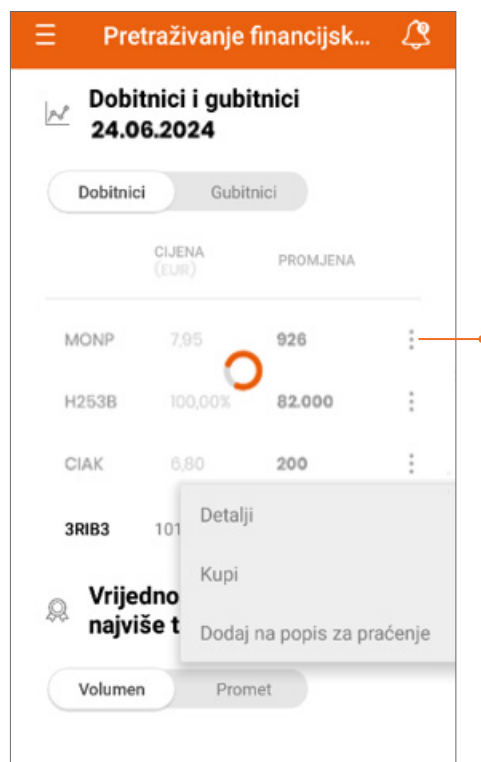 Pretraživanje financijsk...
Dobitnici i gubitnici
24.06.2024
Dobitnici Gubitnici
CIJENA
(EUR) PROMJENA
MONP 7,95 926
H253B 100,00% 82.000
CIAK 6,80 200
3RIB3 101
Detalji
Kupi
Vrijedno
najviše t
Dodaj na popis za praćenje
Volumen Promet